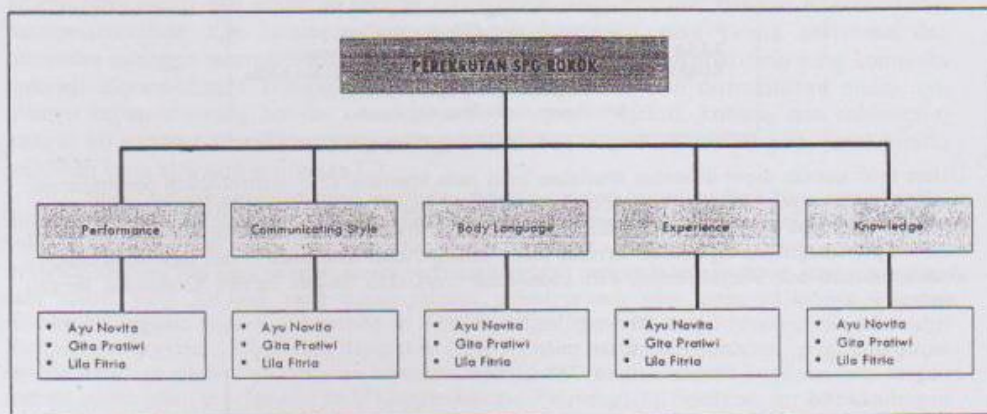 PEREKRUTAN SPG ROKOK
Performance
Communicating Style
Body Language
Experience
Knowledge
• Ayu Novita
• Gita Pratiwi
• Lila Fitria
• Ayu Novita
• Gita Pratiwi
• Lila Fitria
• Ayu Novita
• Gita Pratiwi
• Lila Fitria
• Ayu Novita
• Gita Pratiwi
• Lila Fitria
• Ayu Novita
• Gita Pratiwi
• Lila Fitria